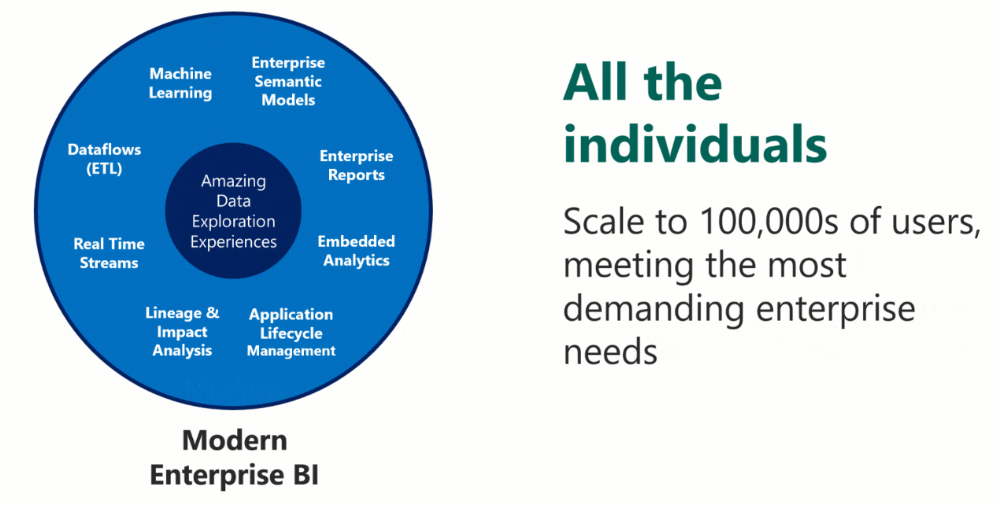 Machine
Learning
Enterprise
Semantic
Models
Dataflows
(ETL)
Enterprise
Reports
Amazing
Data
Exploration
Experiences
Real Time
Streams
Embedded
Analytics
Lineage &
Impact
Analysis
Application
Lifecycle
Management
Modern
Enterprise BI
All the
individuals
Scale to 100,000s of users,
meeting the most
demanding enterprise
needs